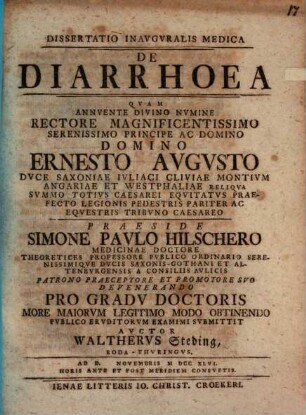 17
DISSERTATIO INAVGVRALIS MEDICA
DE
DIARRHOEA
QVAM
ANNVENTE DIVINO NVMINE
RECTORE MAGNIFICENTISSIMO
SERENISSIMO PRINCIPE AC DOMINO
DOMINO
ERNESTO AVGVSTO
DVCE SAXONIAE IVLIACI CLIVIAE MONTIVM
ANGARIAE ET WESTPHALIAE RELIQVA
SVMMO TOTIVS CAESAREI EQVITATVS PRAE-
FECTO LEGIONIS PEDESTRIS PARITER AC
EQVESTRIS TRIBVNO CAESAREO
PRAESIDE
SIMONE PAVLO HILSCHERO
MEDICINAE DOCTORE
THEORETICES PROFESSORE PVBLICO ORDINARIO SERE-
NISSIMIQVE DVCIS SAXONIS-GOTHANI ET AL-
TENBVRGENSIS A CONSILIIS AVLICIS
PATRONO PRAECEPTORE ET PROMOTORE SVO
DEVENERANDO
PRO GRADV DOCTORIS
MORE MAIORVM LEGITIMO MODO OBTINENDO
PVBLICO ERVDITORVM EXAMINI SVBMITTIT
AVCTOR
WALTHERVS Steding,
RODA-THVRINGVS.
AD D. NOVEMBRIS M DCC XLVI.
HORIS ANTE ET POST MERIDIEM CONSVETIS.
IENAE LITTERIS IO. CHRIST. CROEKERI.